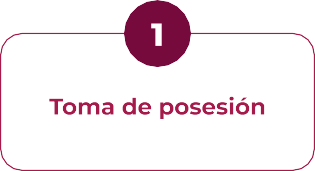 1
Toma de posesión